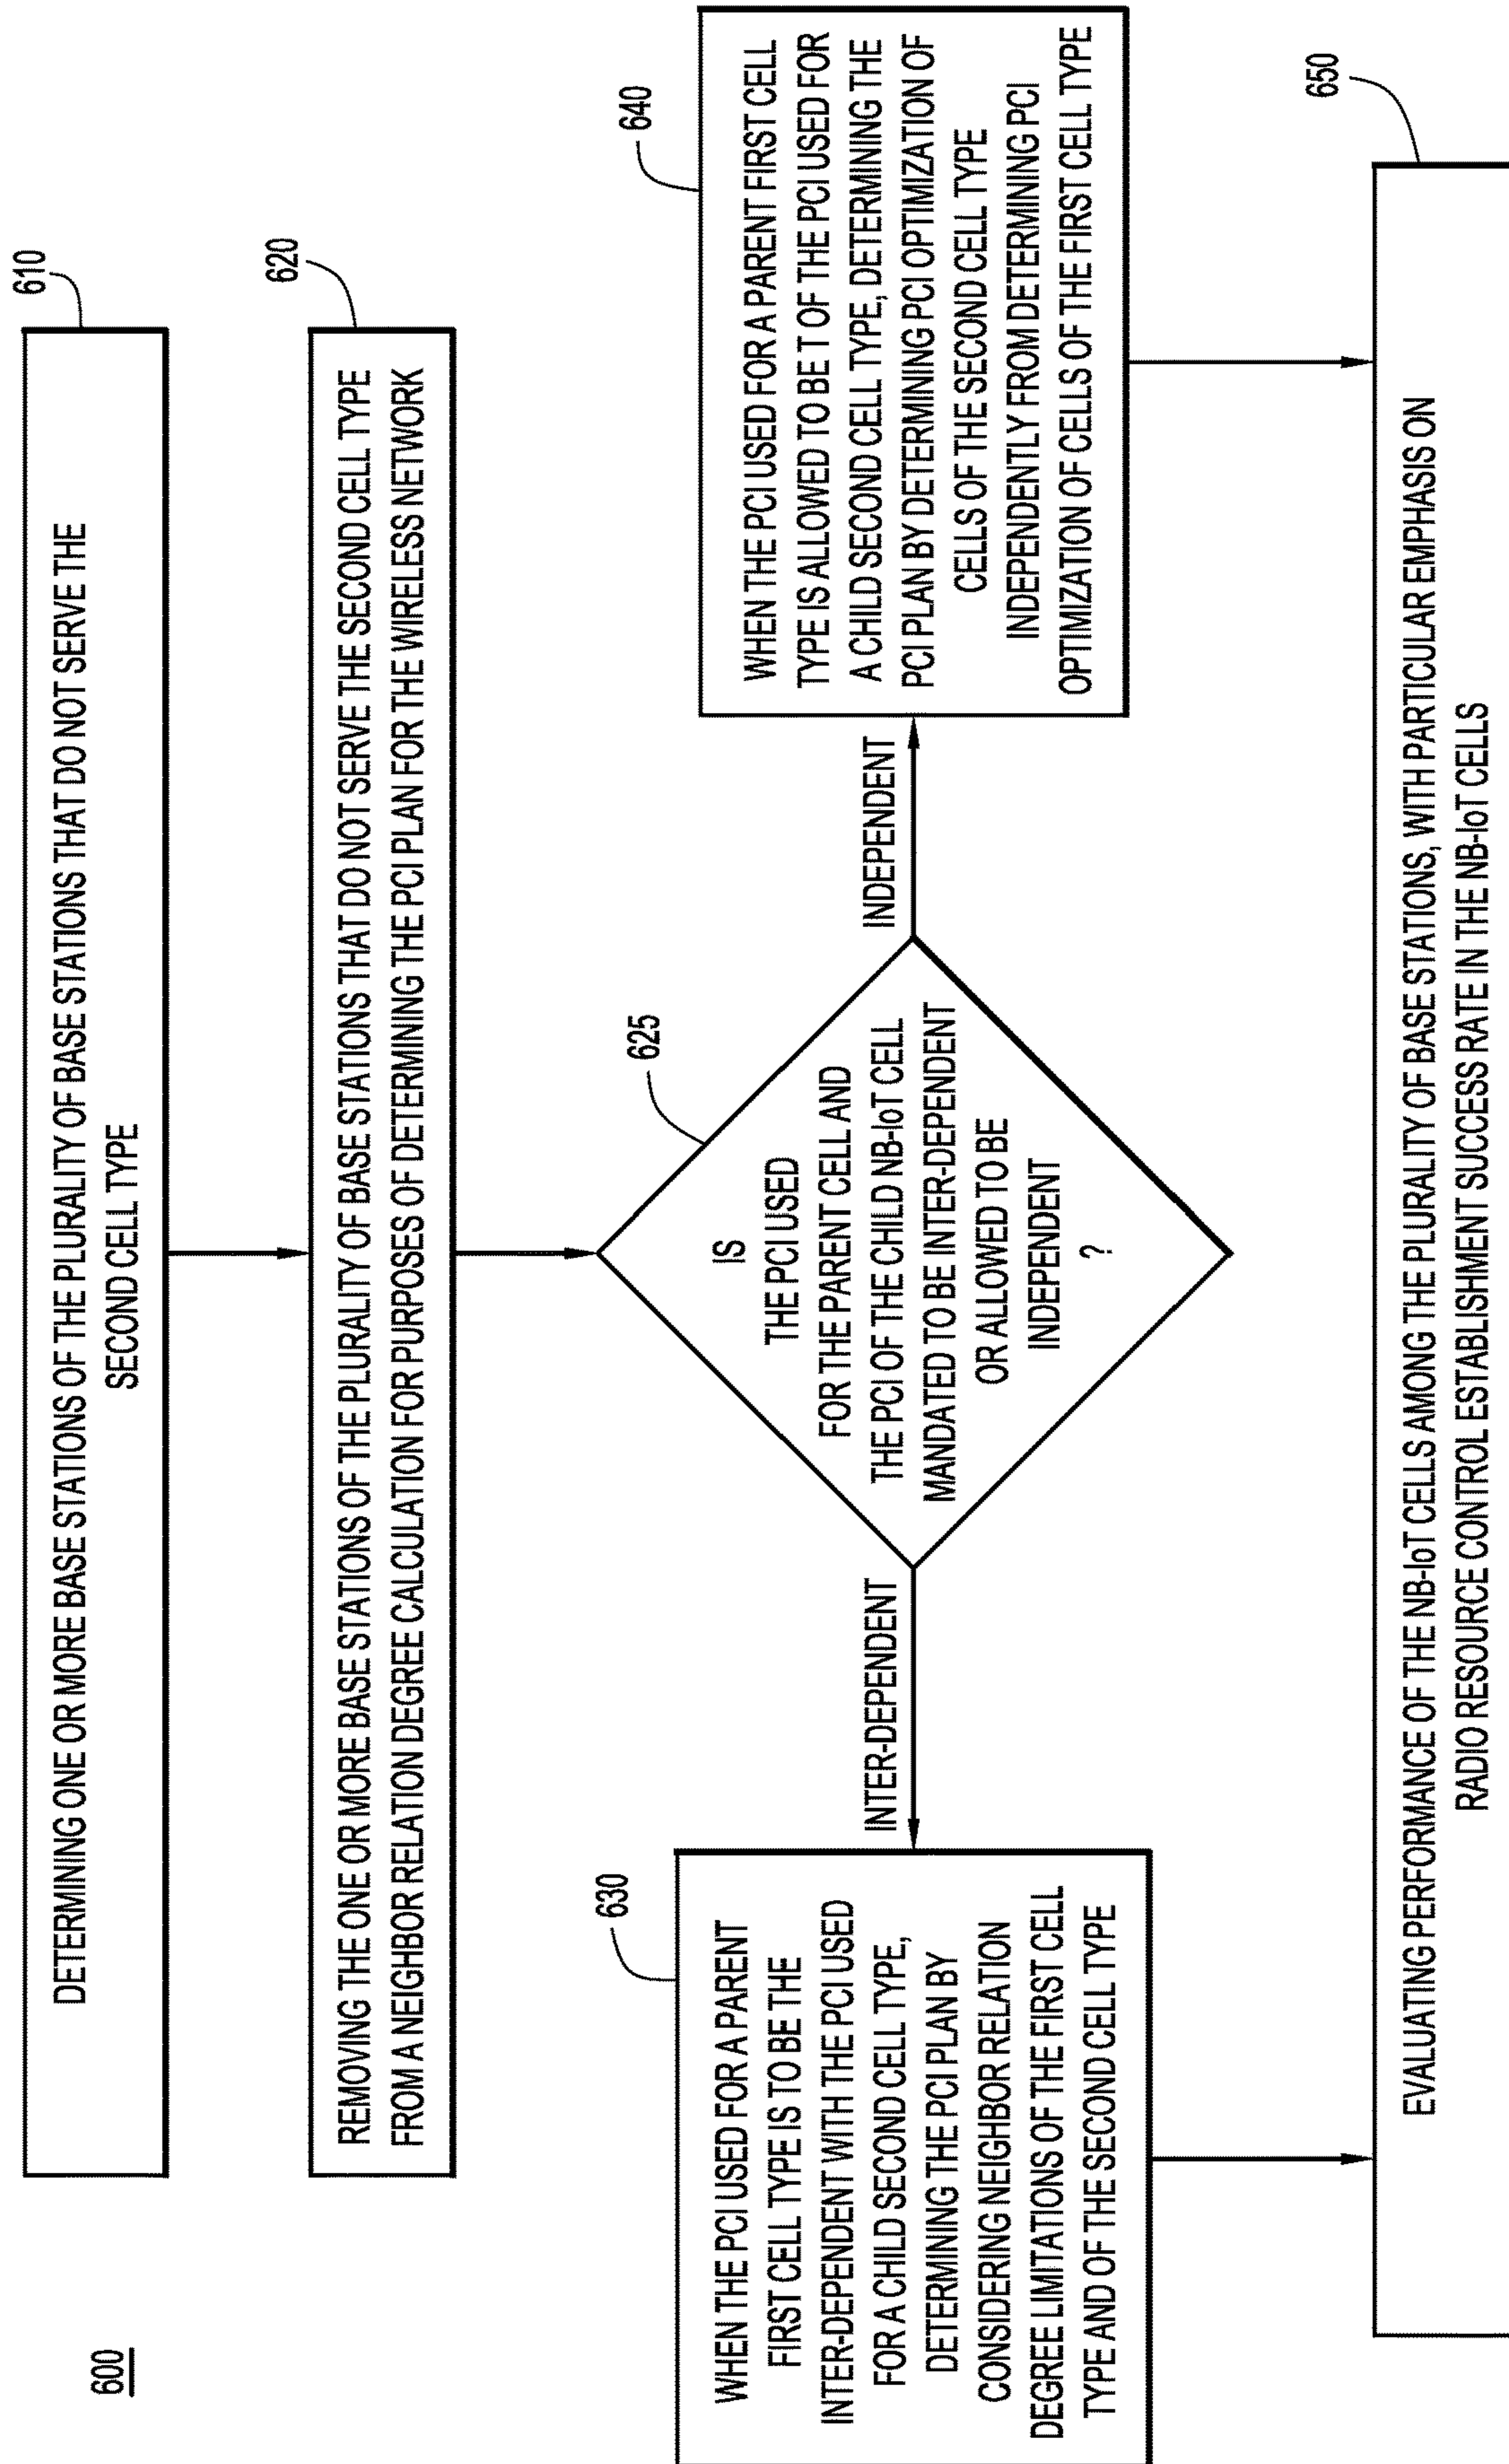 600
610
DETERMINING ONE OR MORE BASE STATIONS OF THE PLURALITY OF BASE STATIONS THAT DO NOT SERVE THE
SECOND CELL TYPE
620
REMOVING THE ONE OR MORE BASE STATIONS OF THE PLURALITY OF BASE STATIONS THAT DO NOT SERVE THE SECOND CELL TYPE
FROM A NEIGHBOR RELATION DEGREE CALCULATION FOR PURPOSES OF DETERMINING THE PCI PLAN FOR THE WIRELESS NETWORK
625
IS
THE PCI USED
FOR THE PARENT CELL AND
THE PCI OF THE CHILD NB-IoT CELL
MANDATED TO BE INTER-DEPENDENT
OR ALLOWED TO BE
INDEPENDENT
?
INTER-DEPENDENT
INDEPENDENT
630
WHEN THE PCI USED FOR A PARENT
FIRST CELL TYPE IS TO BE THE
INTER-DEPENDENT WITH THE PCI USED
FOR A CHILD SECOND CELL TYPE,
DETERMINING THE PCI PLAN BY
CONSIDERING NEIGHBOR RELATION
DEGREE LIMITATIONS OF THE FIRST CELL
TYPE AND OF THE SECOND CELL TYPE
640
WHEN THE PCI USED FOR A PARENT FIRST CELL
TYPE IS ALLOWED TO BE T OF THE PCI USED FOR
A CHILD SECOND CELL TYPE, DETERMINING THE
PCI PLAN BY DETERMINING PCI OPTIMIZATION OF
CELLS OF THE SECOND CELL TYPE
INDEPENDENTLY FROM DETERMINING PCI
OPTIMIZATION OF CELLS OF THE FIRST CELL TYPE
650
EVALUATING PERFORMANCE OF THE NB-IoT CELLS AMONG THE PLURALITY OF BASE STATIONS, WITH PARTICULAR EMPHASIS ON
RADIO RESOURCE CONTROL ESTABLISHMENT SUCCESS RATE IN THE NB-IoT CELLS